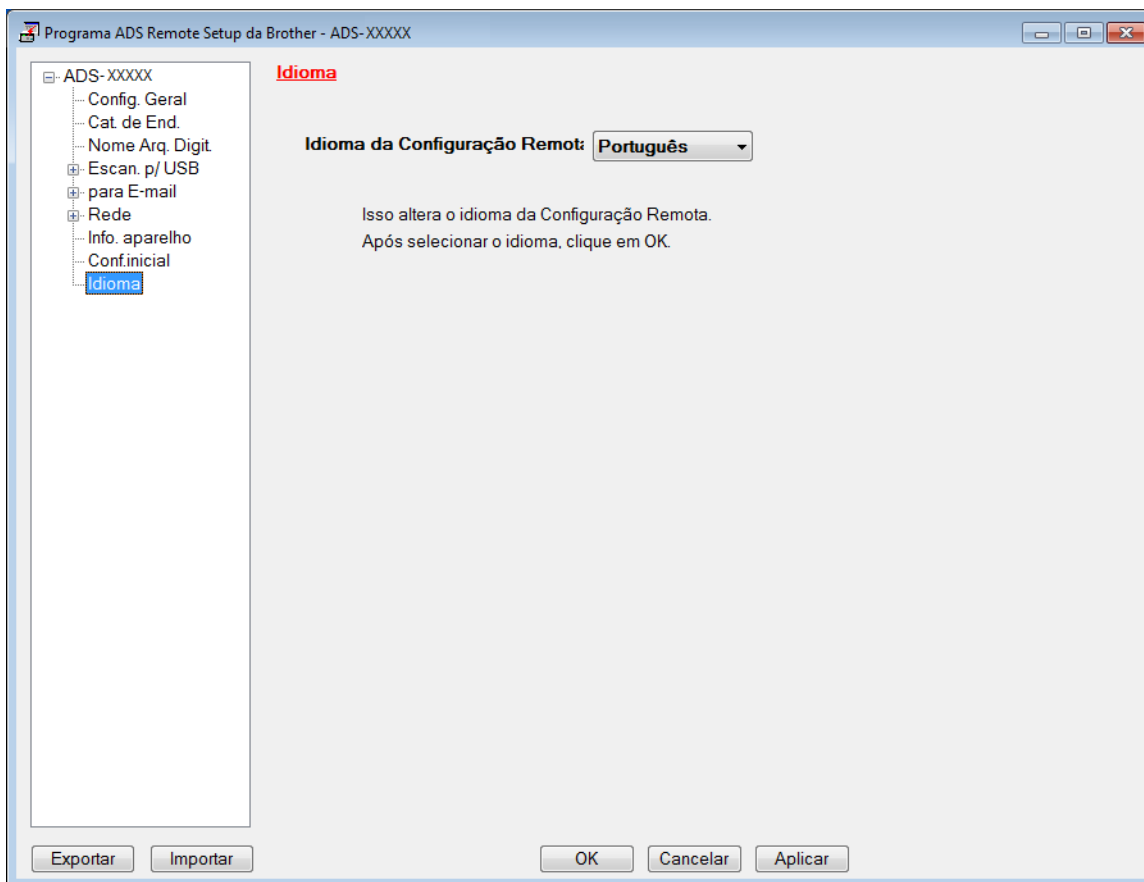 Programa ADS Remote Setup da Brother - ADS-XXXXX
ADS-XXXXX
Config. Geral
Cat. de End.
Nome Arq. Digit.
Escan. p/ USB
para E-mail
Rede
Info. aparelho
Conf.inicial
Idioma
Idioma
Idioma da Configuração Remota Português
Isso altera o idioma da Configuração Remota.
Após selecionar o idioma, clique em OK.
Exportar Importar OK Cancelar Aplicar